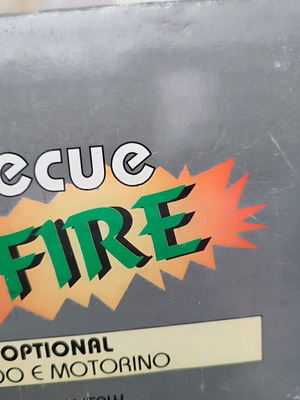 ecue
FIRE
OPTIONAL
DO E MOTORINO